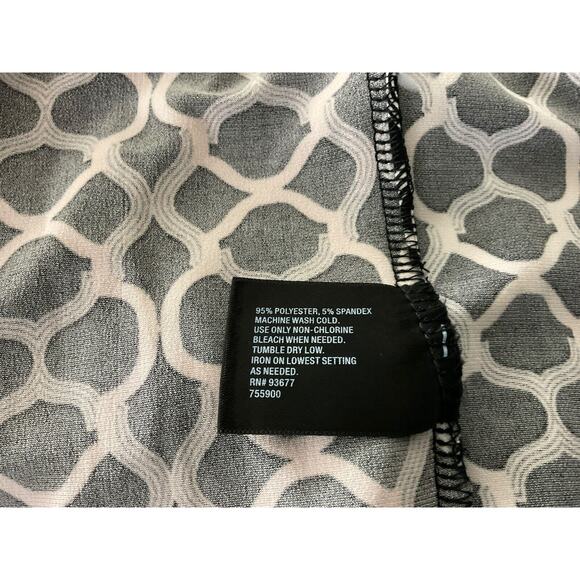 95% POLYESTER, 5% SPANDEX
MACHINE WASH COLD.
USE ONLY NON-CHLORINE
BLEACH WHEN NEEDED.
TUMBLE DRY LOW.
IRON ON LOWEST SETTING
AS NEEDED.
RN# 93677
755900